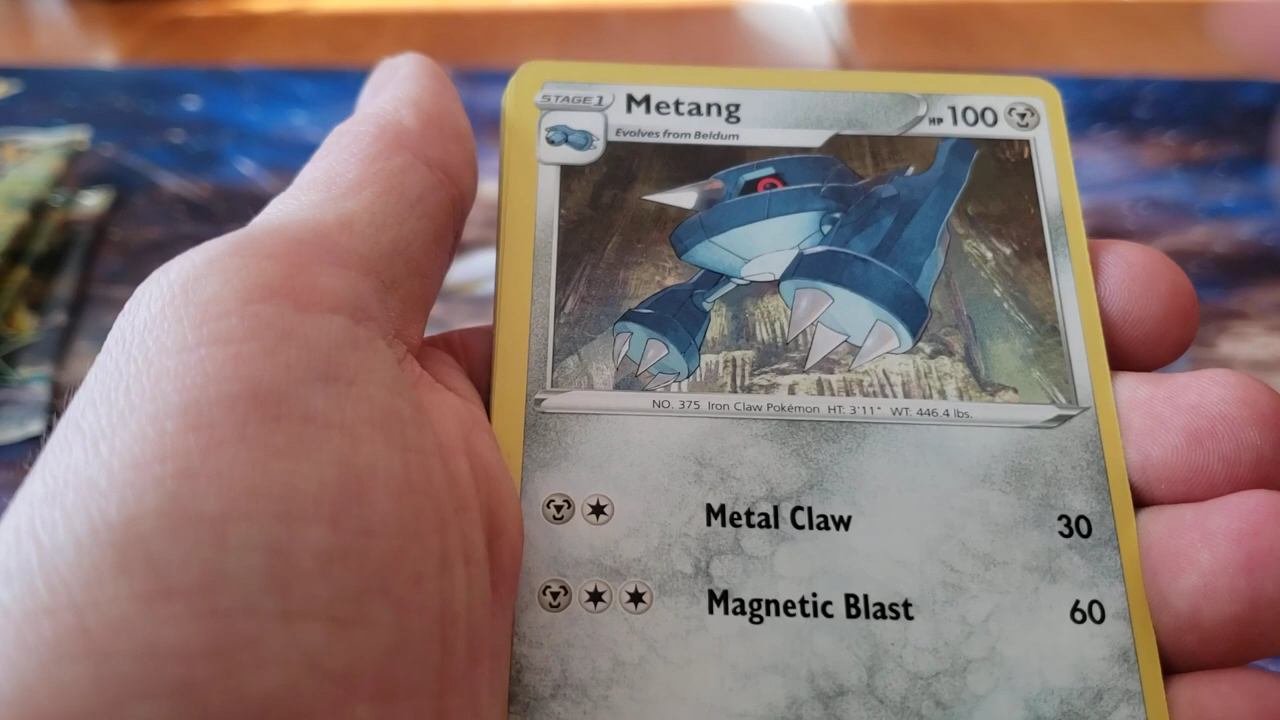 STAGE 1 Metang HP 100
Evolves from Beldum
NO. 375 Iron Claw Pokémon HT: 3'11" WT: 446.4 lbs.
Metal Claw 30
Magnetic Blast 60